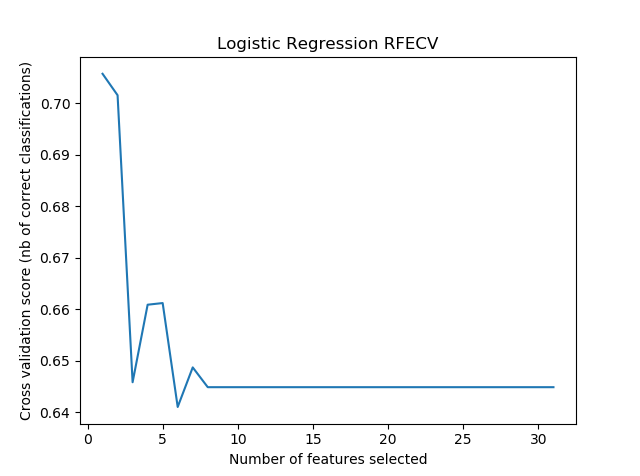 Logistic Regression RFECV
Cross validation score (nb of correct classifications)
0.70
0.69
0.68
0.67
0.66
0.65
0.64
0 5 10 15 20 25 30
Number of features selected